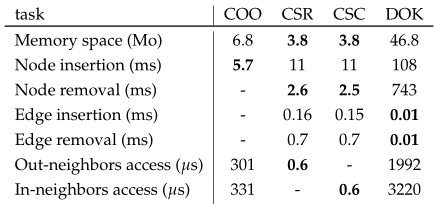 task COO CSR CSC DOK
Memory space (Mo) 6.8 3.8 3.8 46.8
Node insertion (ms) 5.7 11 11 108
Node removal (ms) - 2.6 2.5 743
Edge insertion (ms) - 0.16 0.15 0.01
Edge removal (ms) - 0.7 0.7 0.01
Out-neighbors access (μs) 301 0.6 - 1992
In-neighbors access (μs) 331 - 0.6 3220